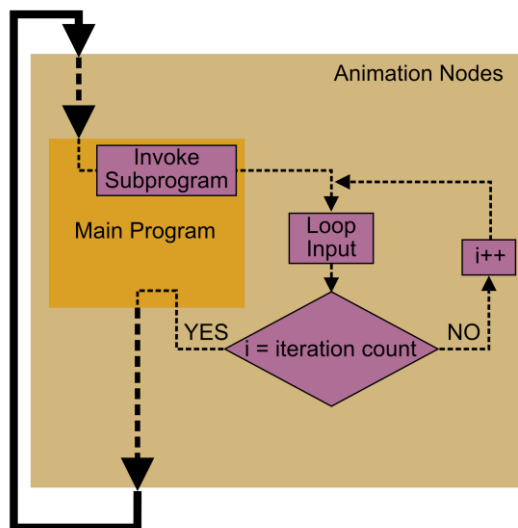 Animation Nodes
Invoke
Subprogram
Main Program
Loop
Input
i++
YES
NO
i = iteration count